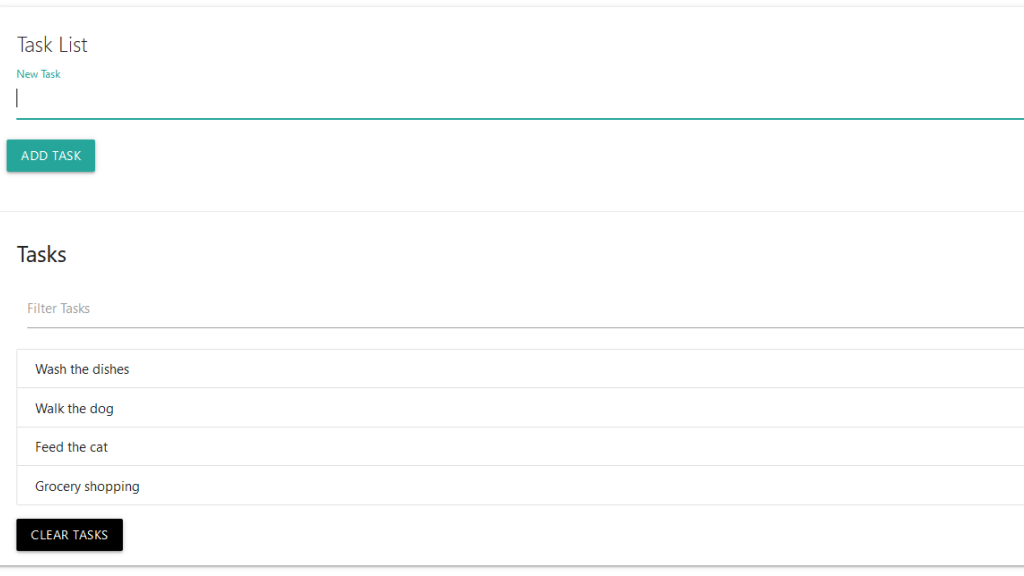 Task List
New Task
ADD TASK
Tasks
Filter Tasks
Wash the dishes
Walk the dog
Feed the cat
Grocery shopping
CLEAR TASKS